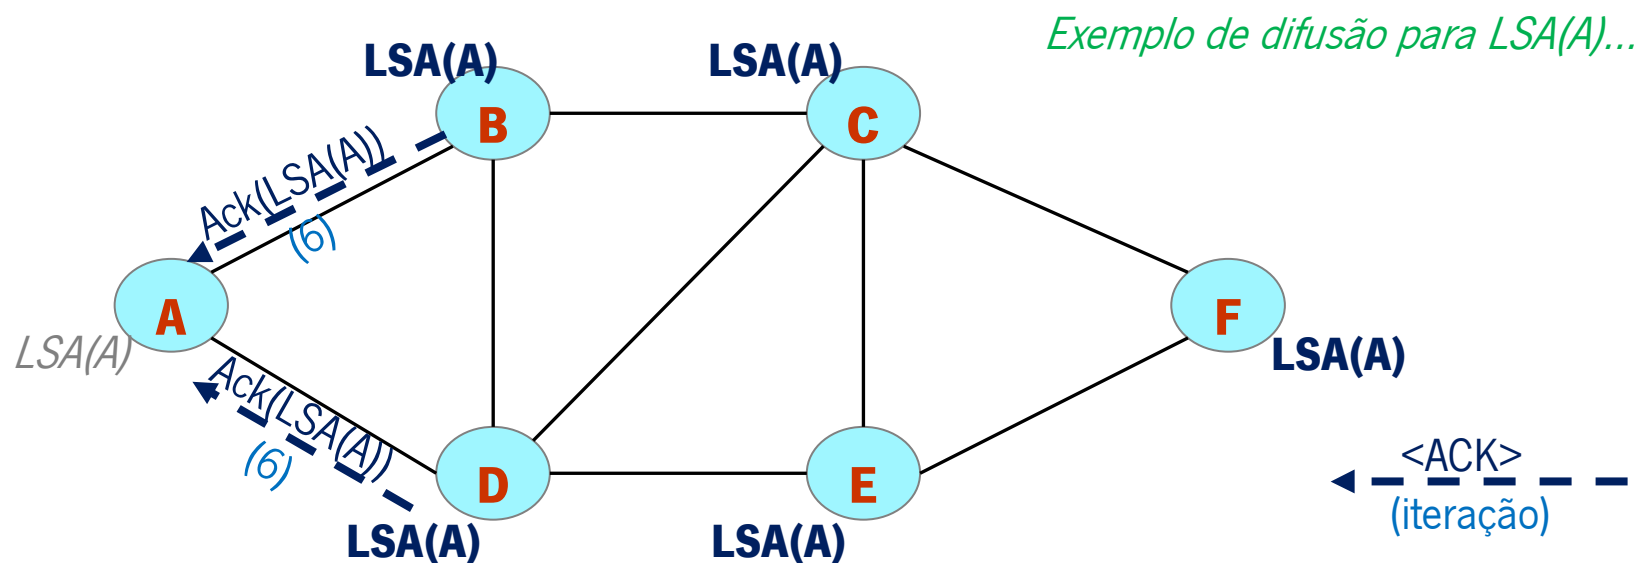 Exemplo de difusão para LSA(A)...
LSA(A)
LSA(A)
B
C
Ack(LSA(A))
(6)
A
F
LSA(A)
LSA(A)
Ack(LSA(A))
(6)
D
E
<ACK>
(iteração)
LSA(A)
LSA(A)